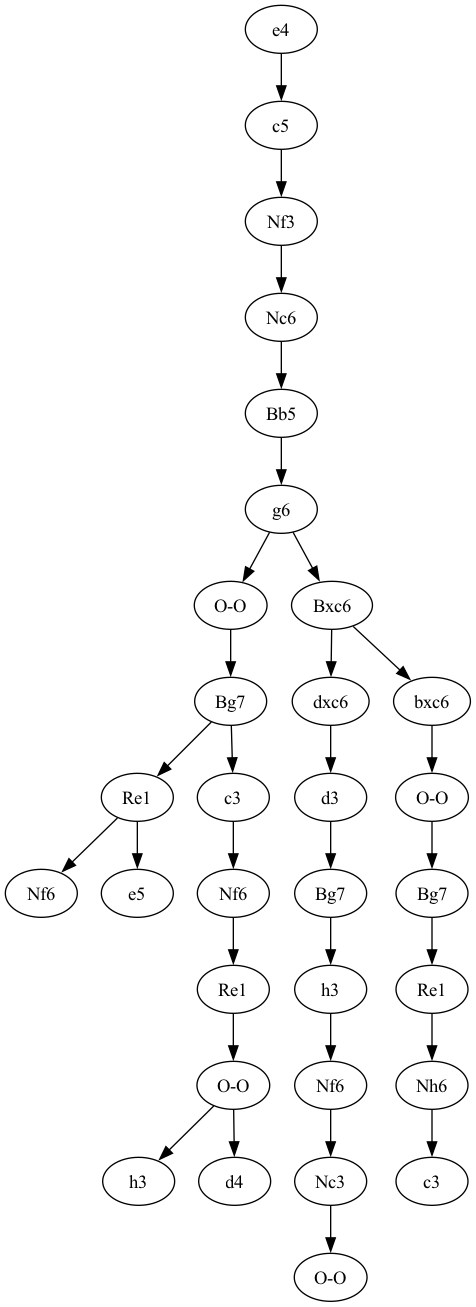 e4
c5
Nf3
Nc6
Bb5
g6
O-O
Bxc6
Bg7
dxc6
bxc6
Re1
c3
d3
O-O
Nf6
e5
Nf6
Bg7
Bg7
Re1
h3
Re1
O-O
Nf6
Nh6
h3
d4
Nc3
c3
O-O